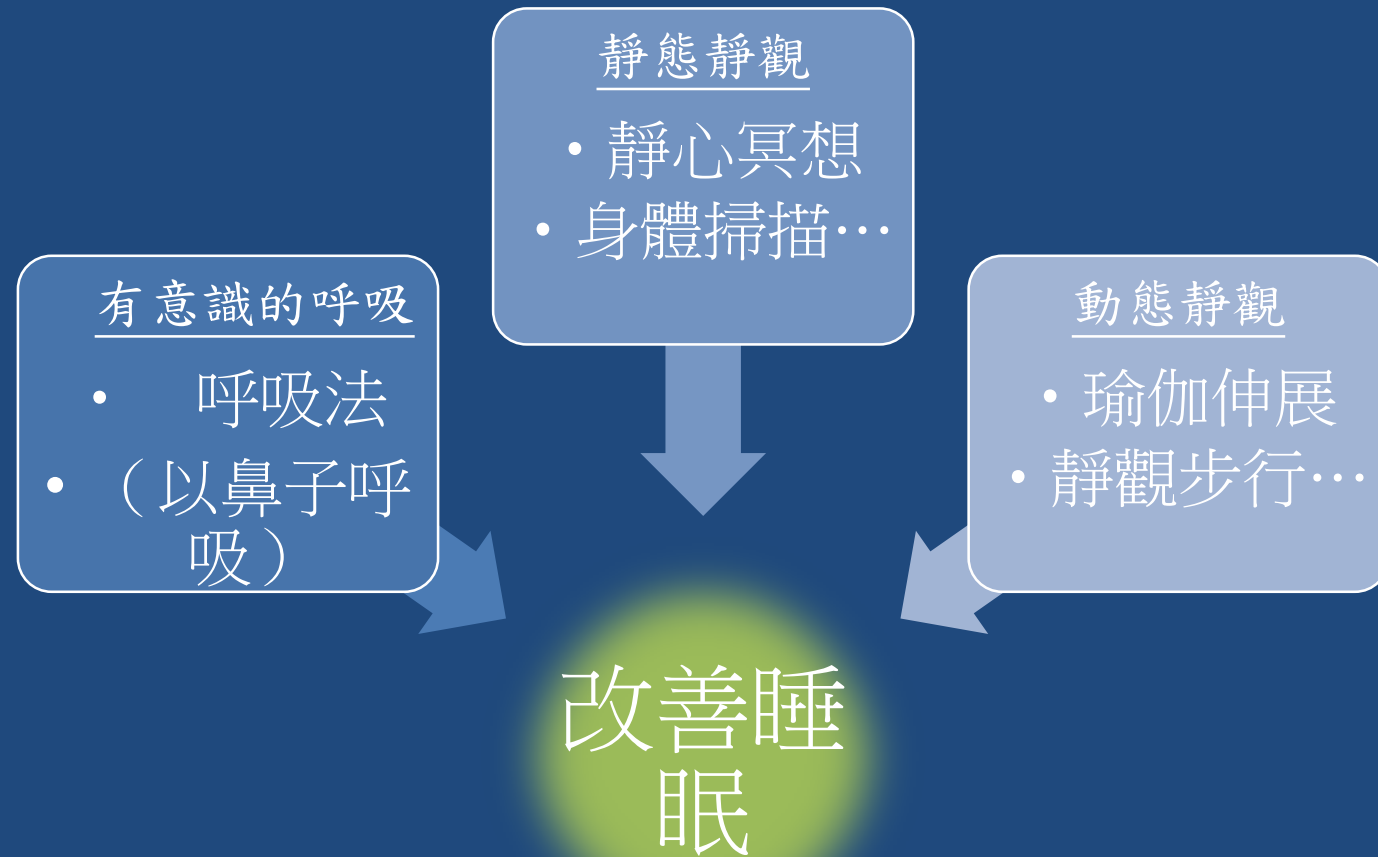 靜態靜觀
• 靜心冥想
• 身體掃描…
有意識的呼吸
• 呼吸法
• （以鼻子呼
吸）
動態靜觀
• 瑜伽伸展
• 靜觀步行…
改善睡
眠